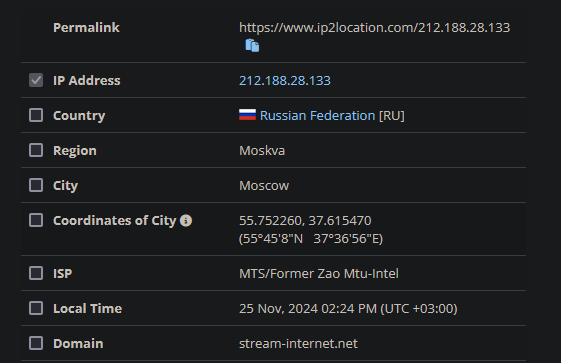 Permalink https://www.ip2location.com/212.188.28.133
IP Address 212.188.28.133
Country Russian Federation [RU]
Region Moskva
City Moscow
Coordinates of City 55.752260, 37.615470
(55°45'8"N 37°36'56"E)
ISP MTS/Former Zao Mtu-Intel
Local Time 25 Nov, 2024 02:24 PM (UTC +03:00)
Domain stream-internet.net